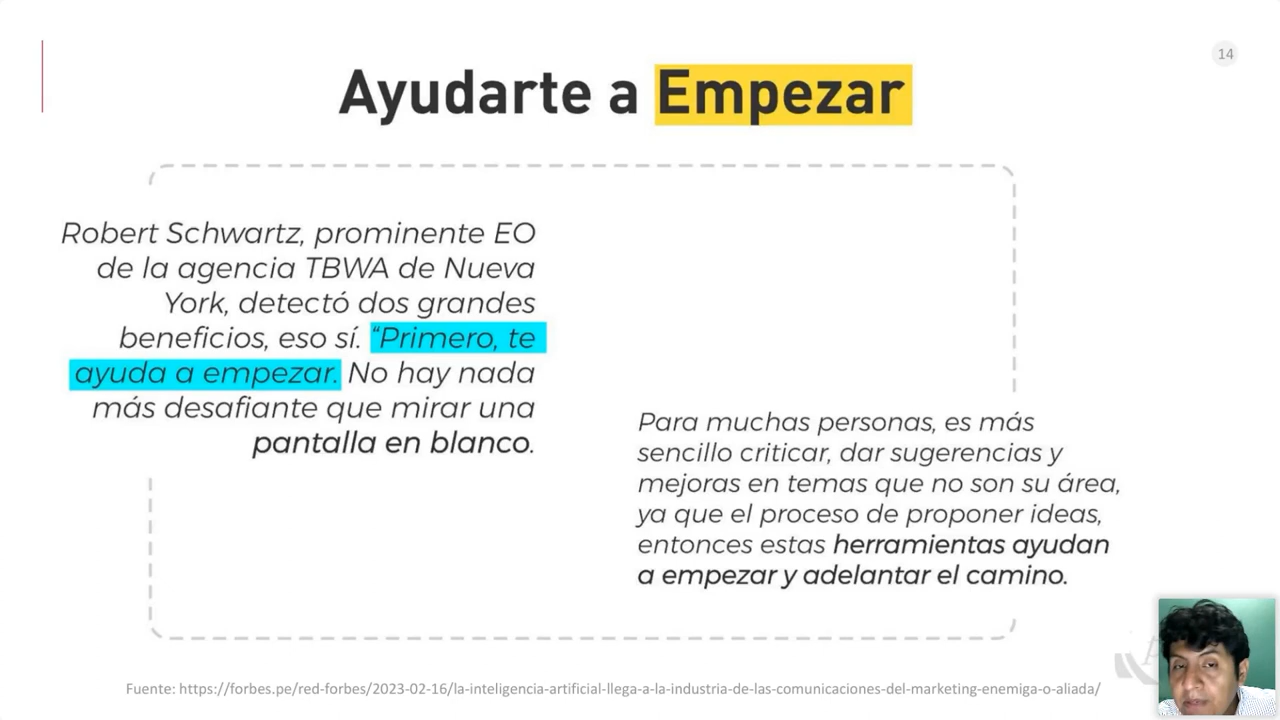 14
Ayudarte a Empezar
Robert Schwartz, prominente EO
de la agencia TBWA de Nueva
York, detectó dos grandes
beneficios, eso sí. “Primero, te
ayuda a empezar. No hay nada
más desafiante que mirar una
pantalla en blanco.
Para muchas personas, es más
sencillo criticar, dar sugerencias y
mejoras en temas que no son su área,
ya que el proceso de proponer ideas,
entonces estas herramientas ayudan
a empezar y adelantar el camino.
Fuente: https://forbes.pe/red-forbes/2023-02-16/la-inteligencia-artificial-llega-a-la-industria-de-las-comunicaciones-del-marketing-enemiga-o-aliada/